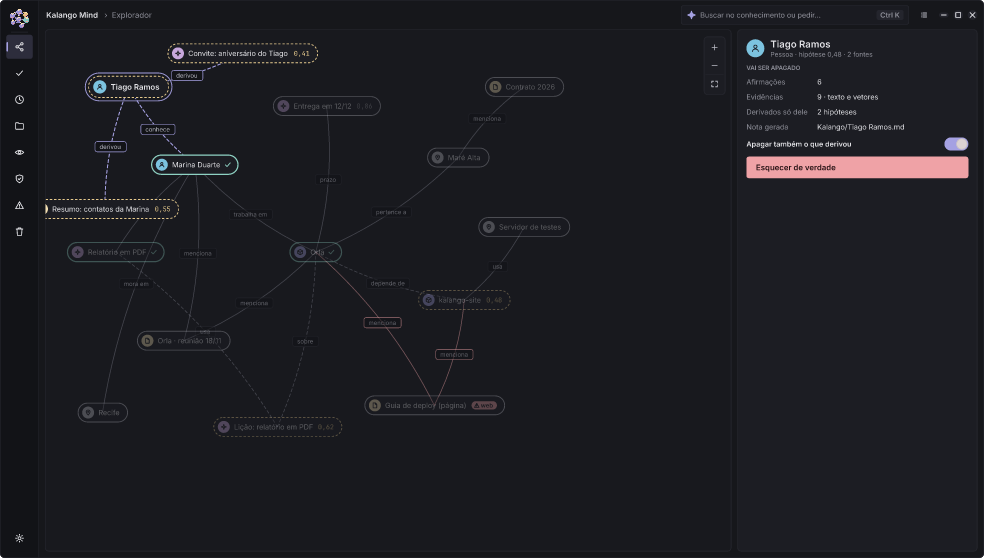 Kalango Mind › Explorador
Buscar no conhecimento ou pedir... Ctrl K
Convite: aniversário do Tiago 0,41
derivou
Tiago Ramos
Entrega em 12/12 0,56
Contrato 2026
menciona
conhece
derivou
Maré Alta
Marina Duarte
prazo
Resumo: contatos da Marina 0,55
trabalha em
pertence a
Servidor de testes
Relatório em PDF
menciona
Orla
usa
mora em
depende de
kalango-site 0,48
menciona
menciona
cita
Orla · reunião 18/11
sobre
menciona
Recife
Guia de deploy (página) web
Lição: relatório em PDF 0,62
Tiago Ramos
Pessoa · hipótese 0,48 · 2 fontes
VAI SER APAGADO
Afirmações 6
Evidências 9 · texto e vetores
Derivados só dele 2 hipóteses
Nota gerada Kalango/Tiago Ramos.md
Apagar também o que derivou
Esquecer de verdade